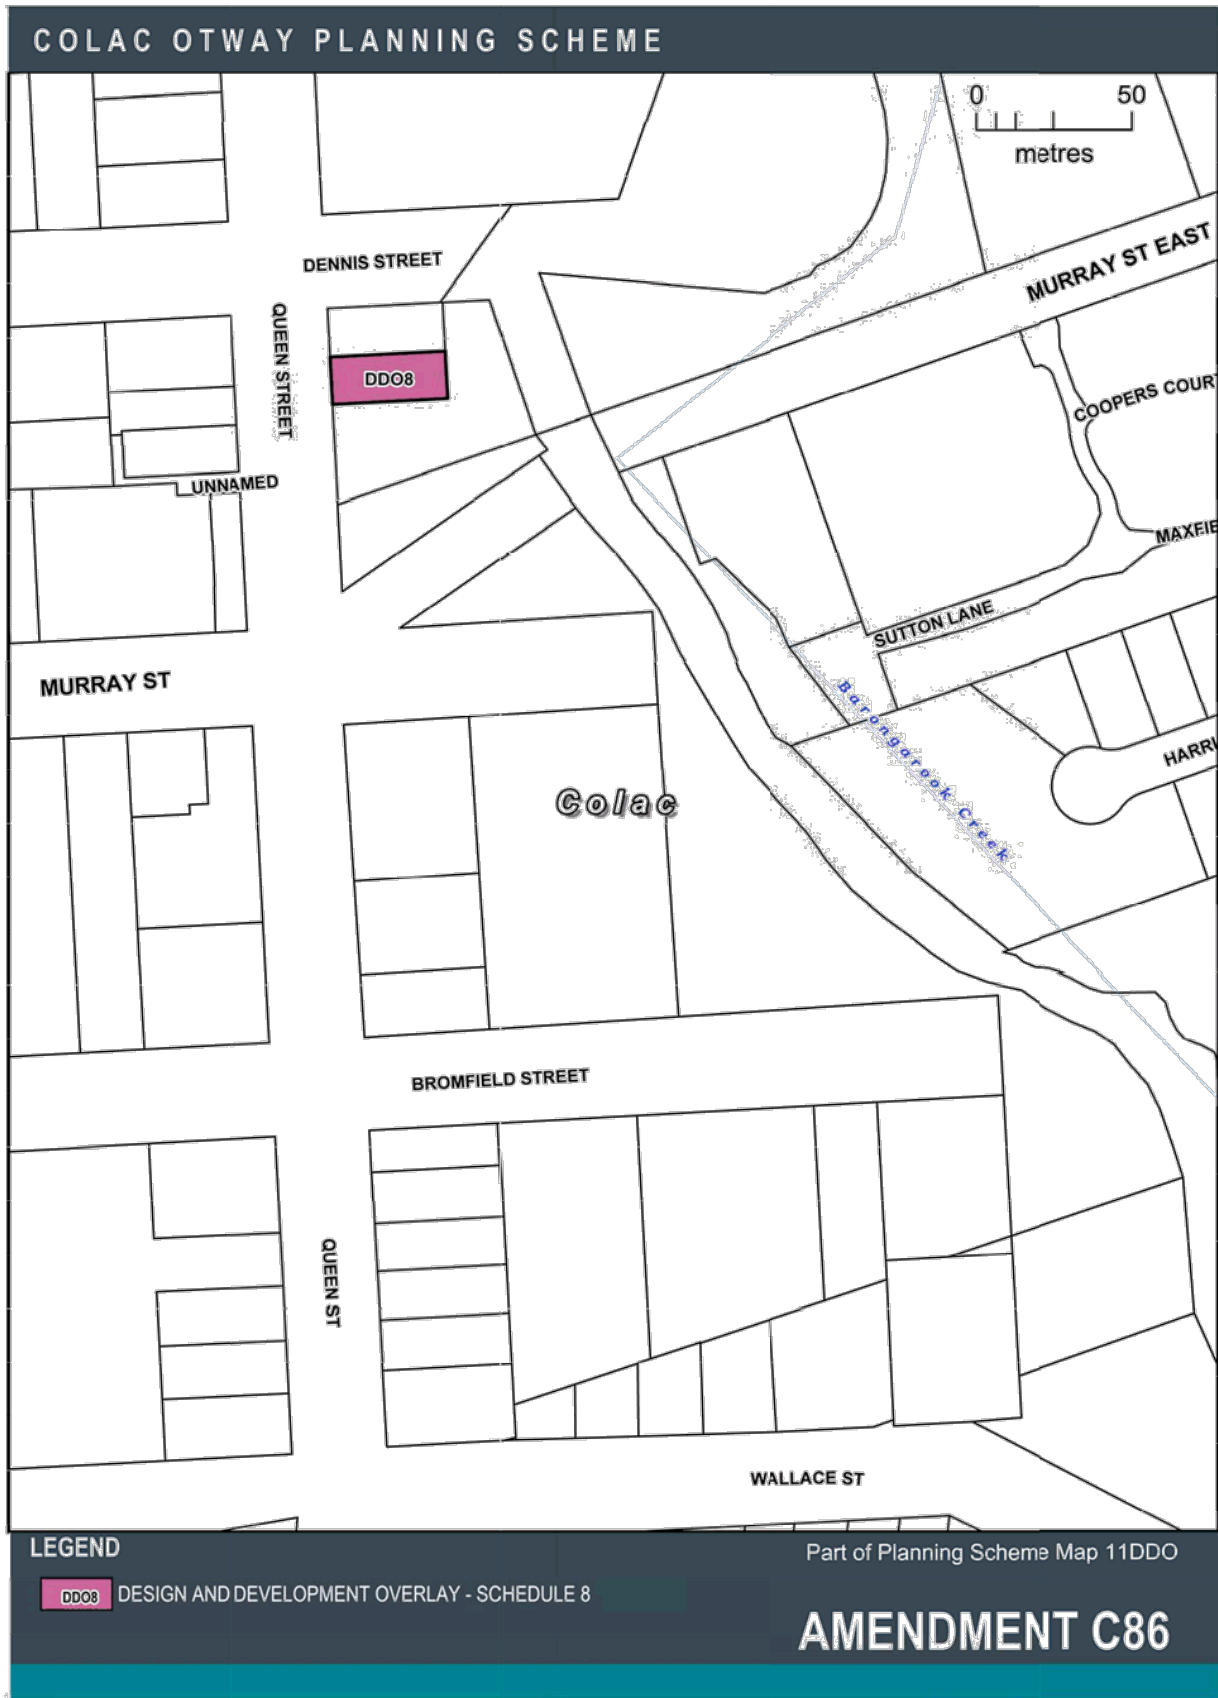 COLAC OTWAY PLANNING SCHEME
0 50
metres
MURRAY ST EAST
DENNIS STREET
QUEEN STREET
DDO8
COOPERS COURT
UNNAMED
MAXFIE
SUTTON LANE
MURRAY ST
Barongarook Creek
HARRI
Colac
BROMFIELD STREET
QUEEN ST
WALLACE ST
LEGEND
Part of Planning Scheme Map 11DDO
DDO8 DESIGN AND DEVELOPMENT OVERLAY - SCHEDULE 8
AMENDMENT C86